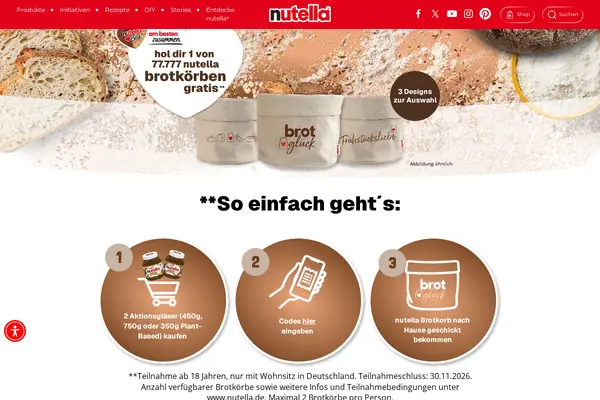 Produkte
Initiativen
Rezepte
DIY
Stories
Entdecke
nutella®
nutella
Shop
Suchen
am besten
zusammen.
hol dir 1 von
77.777 nutella
brotkörben
gratis**
3 Designs
zur Auswahl
brot
glück
Frühstücksliebe
Abbildung ähnlich
**So einfach geht´s:
1
2
3
nutella
nutella
brot
glück
2 Aktionsgläser (450g,
750g oder 350g Plant-
Based) kaufen
Codes hier
eingeben
nutella Brotkorb nach
Hause geschickt
bekommen
**Teilnahme ab 18 Jahren, nur mit Wohnsitz in Deutschland. Teilnahmeschluss: 30.11.2026.
Anzahl verfügbarer Brotkörbe sowie weitere Infos und Teilnahmebedingungen unter
www.nutella.de. Maximal 2 Brotkörbe pro Person.